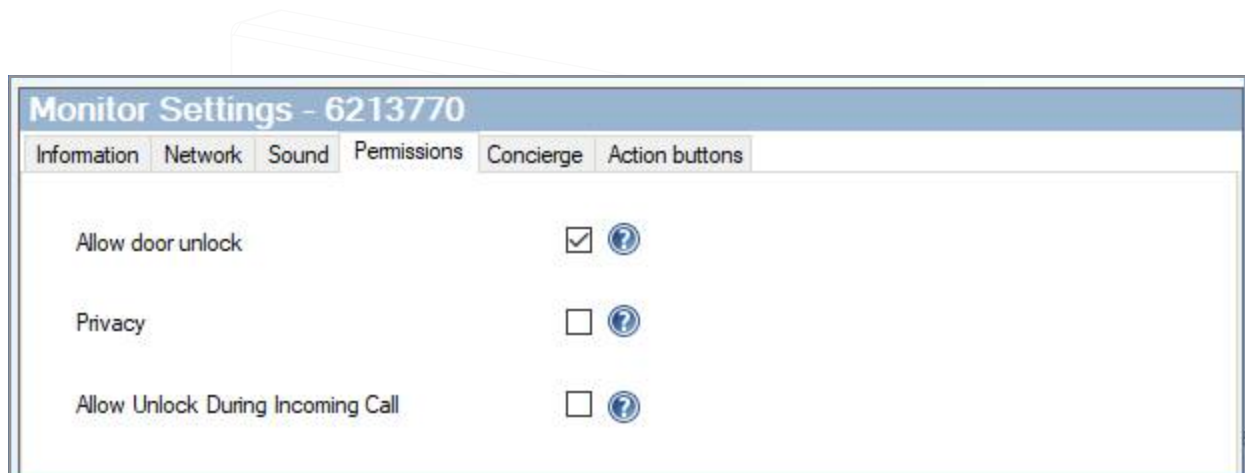 Monitor Settings - 6213770
Information Network Sound Permissions Concierge Action buttons
Allow door unlock
Privacy
Allow Unlock During Incoming Call